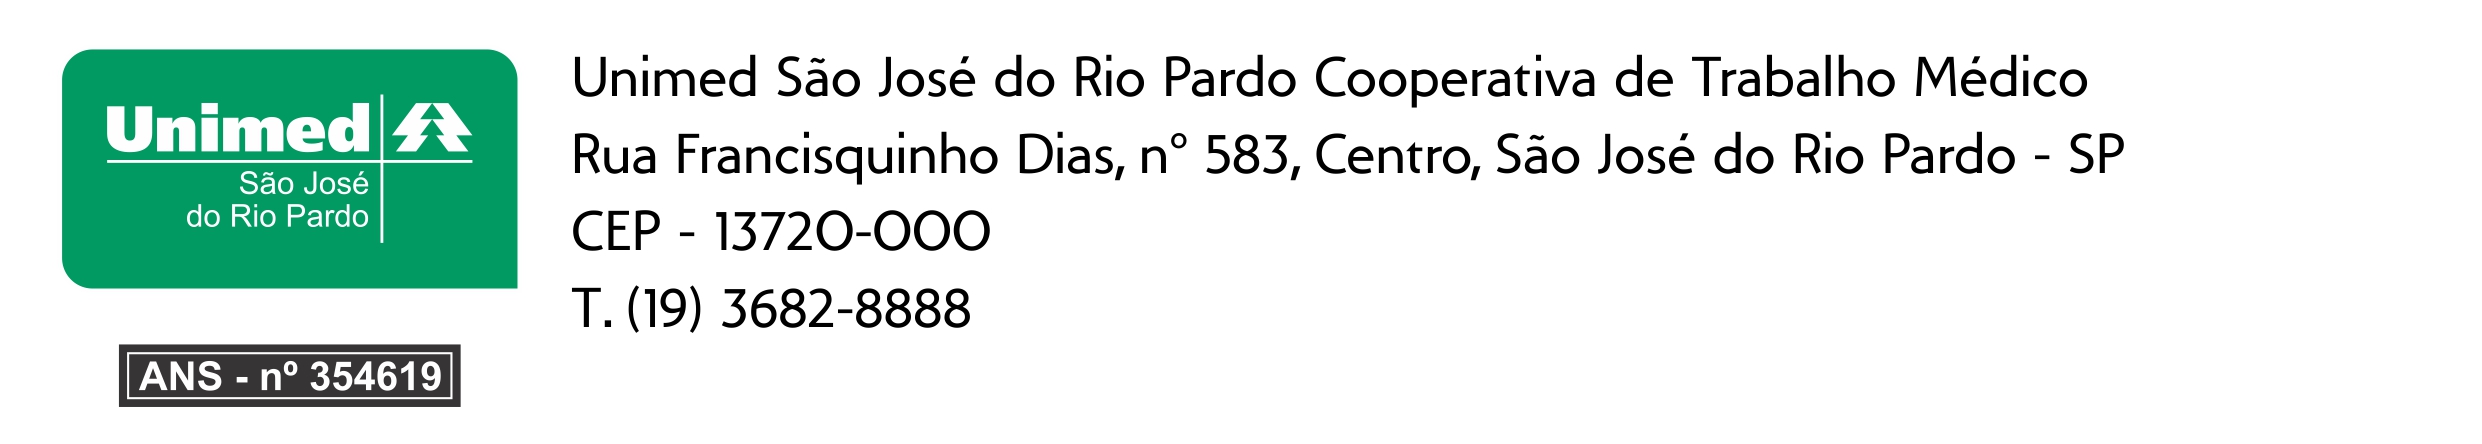 Unimed
São José
do Rio Pardo
ANS - nº 354619
Unimed São José do Rio Pardo Cooperativa de Trabalho Médico
Rua Francisquinho Dias, n° 583, Centro, São José do Rio Pardo - SP
CEP - 13720-000
T. (19) 3682-8888